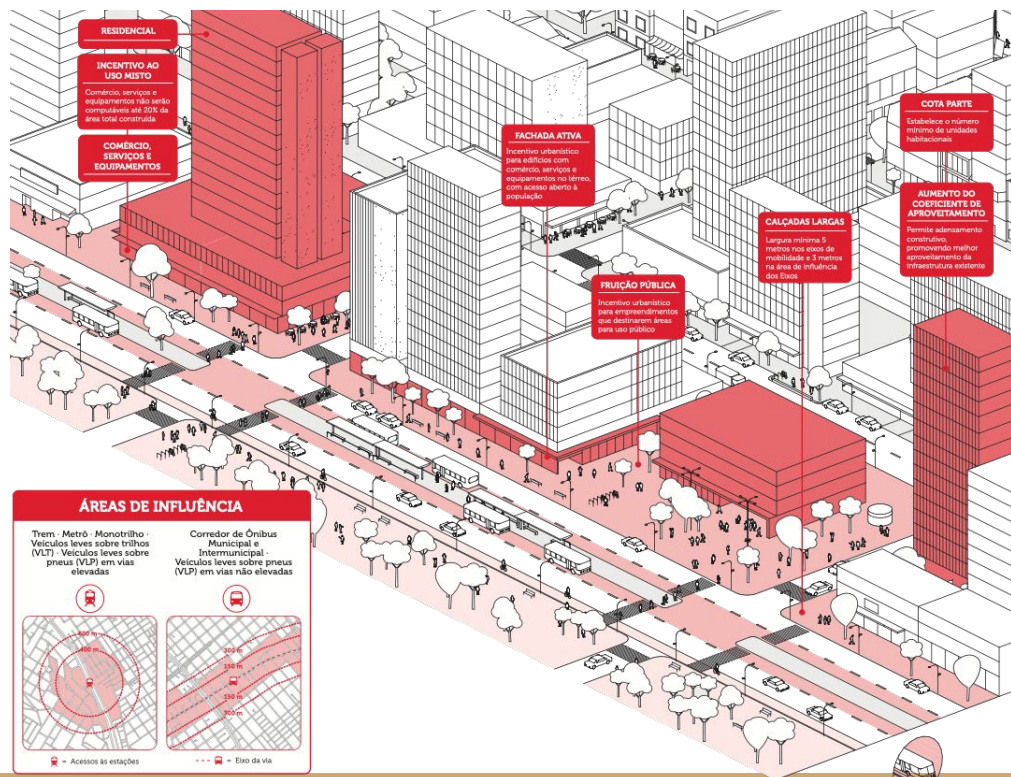 RESIDENCIAL
INCENTIVO AO
USO MISTO
Comércio, serviços e
equipamentos não serão
computáveis até 20% da
área total construída
COMÉRCIO,
SERVIÇOS E
EQUIPAMENTOS
FACHADA ATIVA
Incentivo urbanístico
para edifícios com
comércio, serviços e
equipamentos no térreo,
com acesso aberto à
população
FRUIÇÃO PÚBLICA
Incentivo urbanístico
para empreendimentos
que destinarem áreas
para uso público
CALÇADAS LARGAS
Largura mínima 5
metros nos eixos de
mobilidade e 3 metros
na área de influência
dos Eixos
COTA PARTE
Estabelece o número
mínimo de unidades
habitacionais
AUMENTO DO
COEFICIENTE DE
APROVEITAMENTO
Permite adensamento
construtivo,
promovendo melhor
aproveitamento da
infraestrutura existente
ÁREAS DE INFLUÊNCIA
Trem · Metrô · Monotrilho ·
Veículos leves sobre trilhos
(VLT) · Veículos leves sobre
pneus (VLP) em vias
elevadas
600 m
400 m
= Acessos às estações
Corredor de Ônibus
Municipal e
Intermunicipal ·
Veículos leves sobre pneus
(VLP) em vias não elevadas
300 m
150 m
150 m
300 m
= Eixo da via